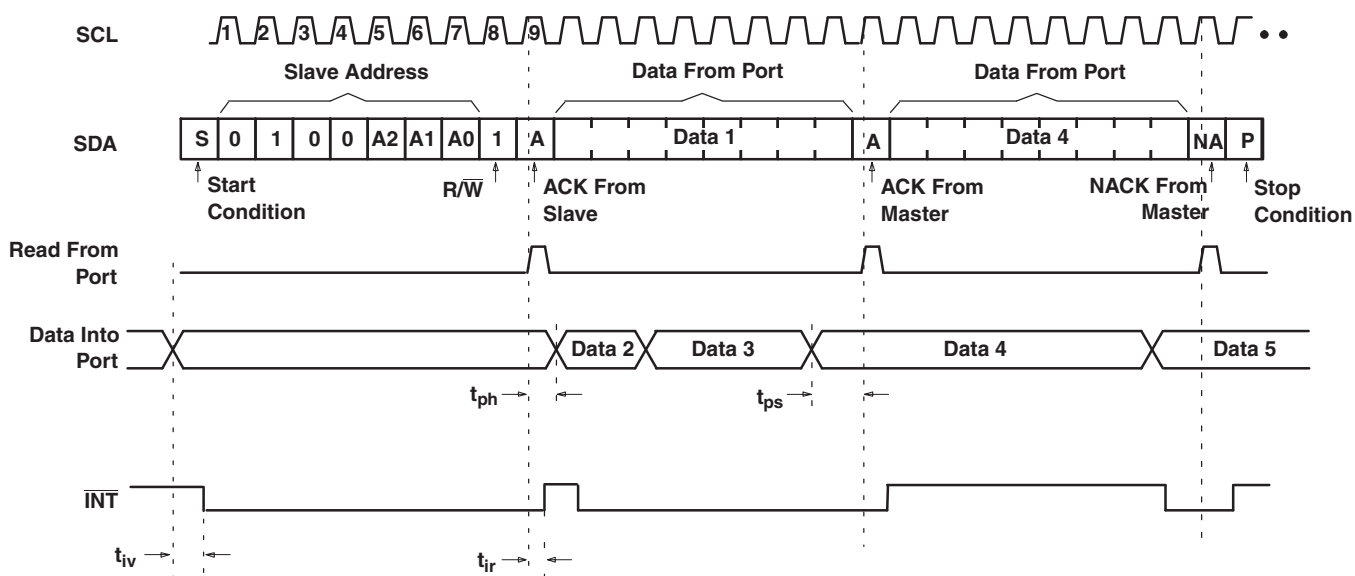 SCL
1 2 3 4 5 6 7 8 9
Slave Address
Data From Port
Data From Port
SDA
S 0 1 0 0 A2 A1 A0 1 A Data 1 A Data 4 NA P
Start
Condition
R/W
ACK From
Slave
ACK From
Master
NACK From
Master
Stop
Condition
Read From
Port
Data Into
Port
Data 2
Data 3
Data 4
Data 5
tph
tps
INT
tiv
tir